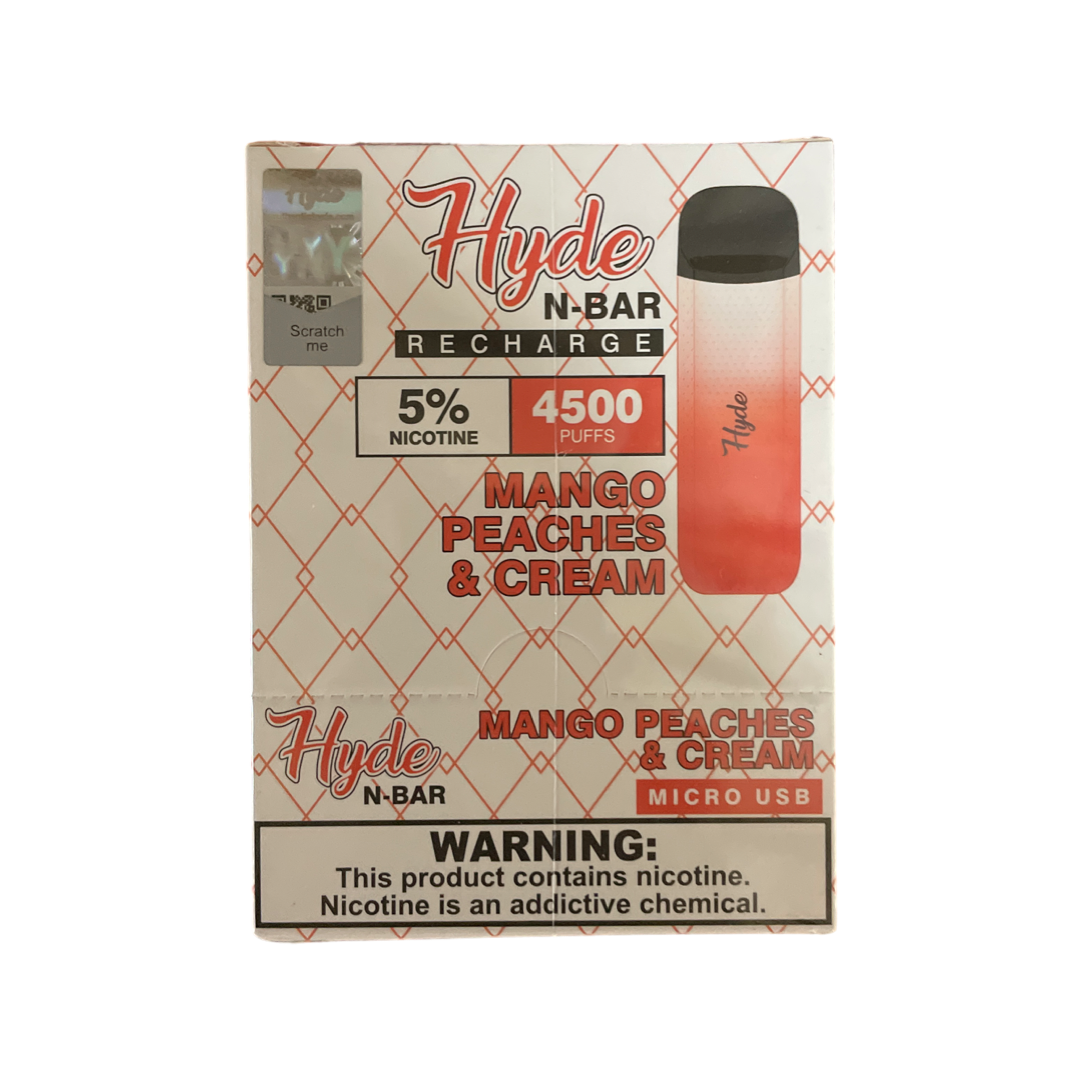 Hyde
N-BAR
RECHARGE
Scratch
me
5%
NICOTINE
4500
PUFFS
Hyde
MANGO
PEACHES
& CREAM
Hyde
N-BAR
MANGO PEACHES
& CREAM
MICRO USB
WARNING:
This product contains nicotine.
Nicotine is an addictive chemical.